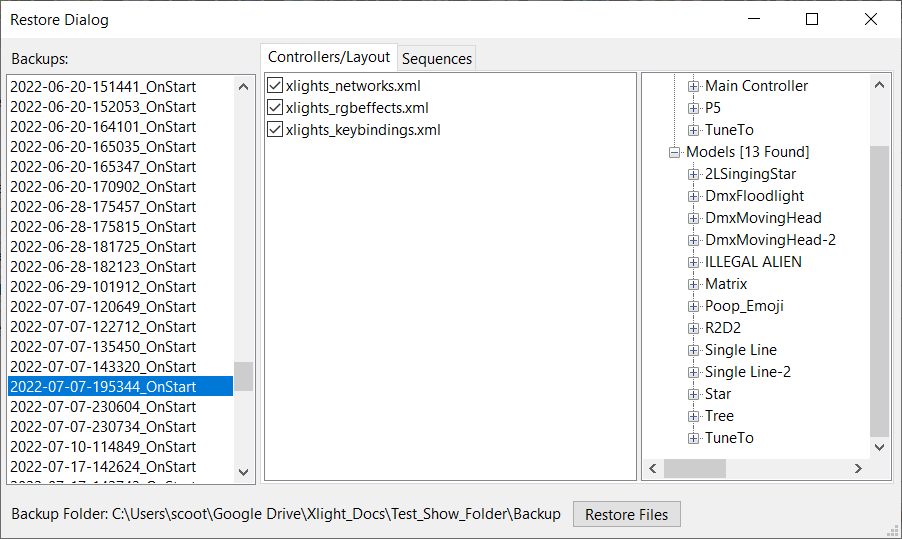 Restore Dialog
Backups:
2022-06-20-151441_OnStart
2022-06-20-152053_OnStart
2022-06-20-164101_OnStart
2022-06-20-165035_OnStart
2022-06-20-165347_OnStart
2022-06-20-170902_OnStart
2022-06-28-175457_OnStart
2022-06-28-175815_OnStart
2022-06-28-181725_OnStart
2022-06-28-182123_OnStart
2022-06-29-101912_OnStart
2022-07-07-120649_OnStart
2022-07-07-122712_OnStart
2022-07-07-135450_OnStart
2022-07-07-143320_OnStart
2022-07-07-195344_OnStart
2022-07-07-230604_OnStart
2022-07-07-230734_OnStart
2022-07-10-114849_OnStart
2022-07-17-142624_OnStart
Controllers/Layout
Sequences
xlights_networks.xml
xlights_rgbeffects.xml
xlights_keybindings.xml
Main Controller
P5
TuneTo
Models [13 Found]
2LSingingStar
DmxFloodlight
DmxMovingHead
DmxMovingHead-2
ILLEGAL ALIEN
Matrix
Poop_Emoji
R2D2
Single Line
Single Line-2
Star
Tree
TuneTo
Backup Folder: C:\Users\scoot\Google Drive\Xlight_Docs\Test_Show_Folder\Backup
Restore Files